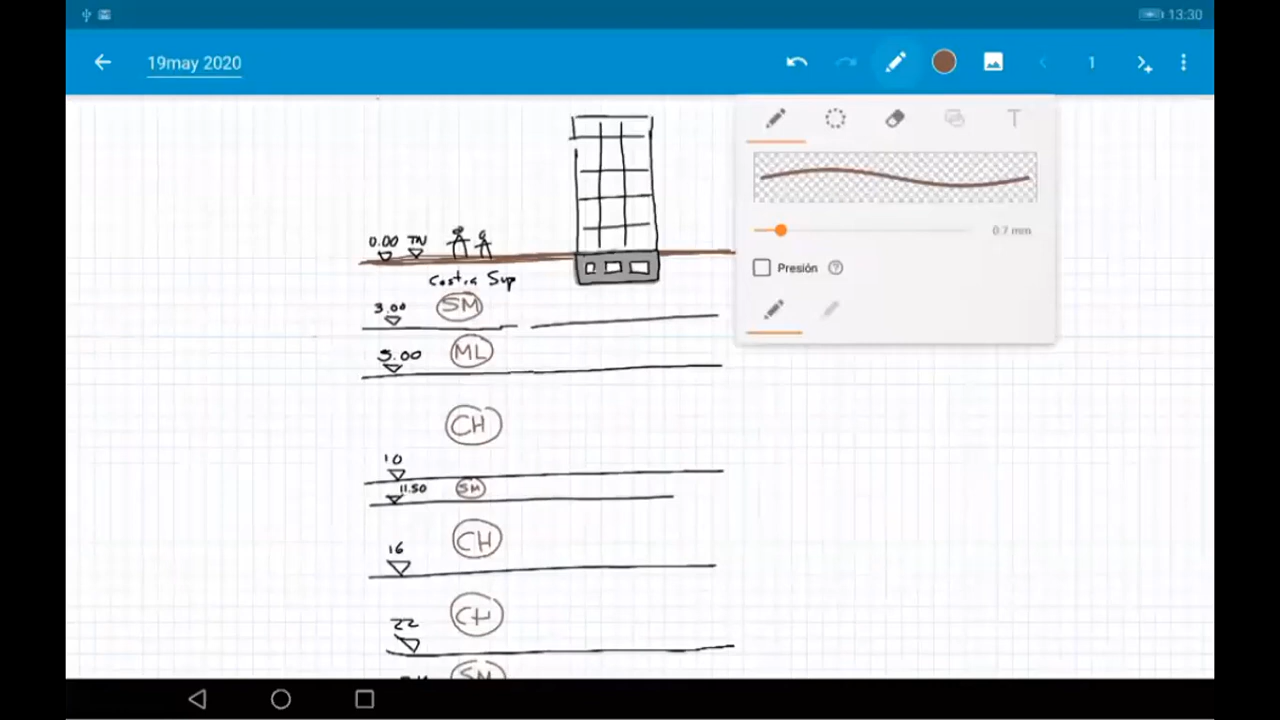 13:30
19may 2020
1
T
0.7 mm
Presión
0.00 TN
Costra Sup
3.00 SM
5.00 ML
CH
10
11.50 SM
CH
16
CH
22
SM